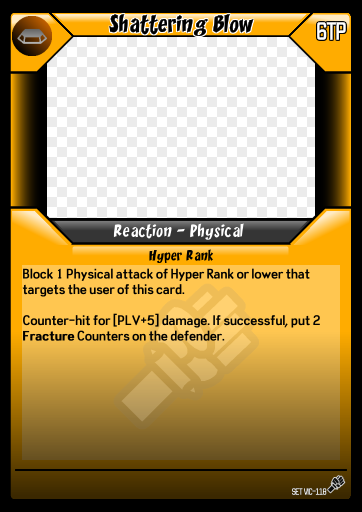 Shattering Blow
6TP
Reaction - Physical
Hyper Rank
Block 1 Physical attack of Hyper Rank or lower that
targets the user of this card.
Counter-hit for [PLV+5] damage. If successful, put 2
Fracture Counters on the defender.
SET VIC-118